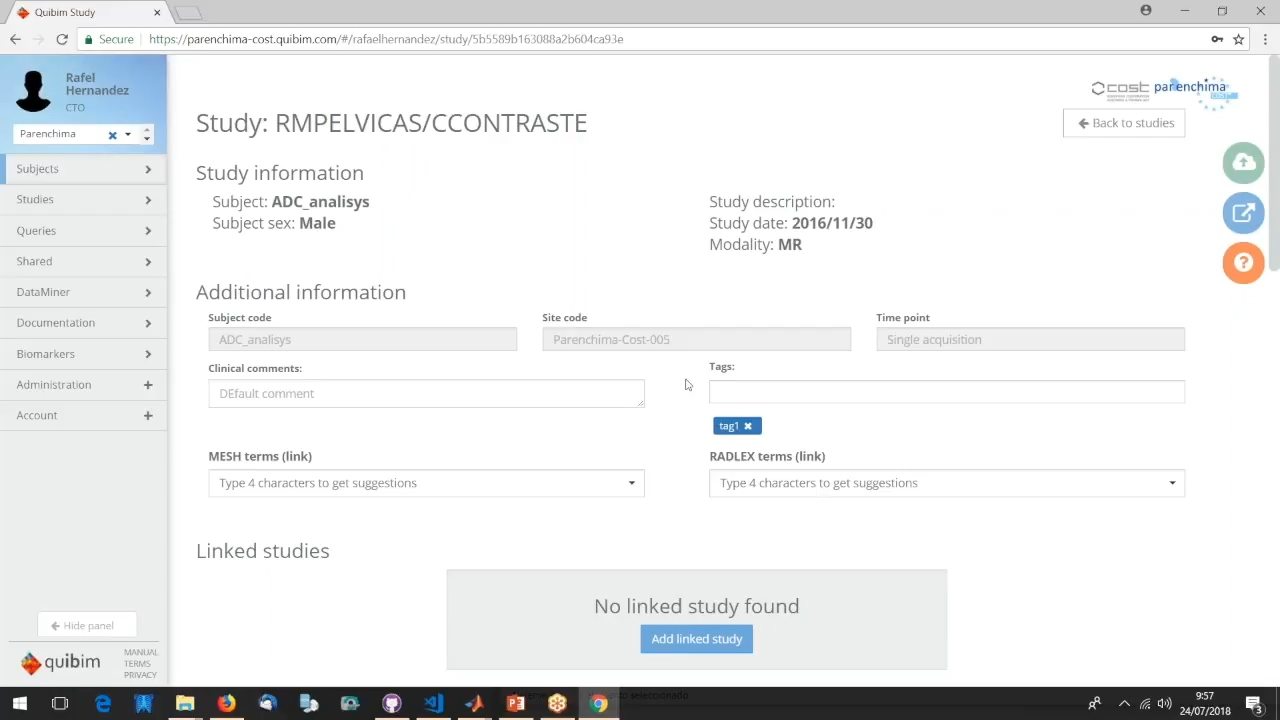 Quibim Study
Secure
https://parenchima-cost.quibim.com/#/rafaelhernandez/study/5b5589b163088a2b604ca93e
Rafel
Hernandez
CTO
Parenchima
Subjects
Studies
Queries
Shared
DataMiner
Documentation
Biomarkers
Administration
Account
Hide panel
quibim
MANUAL
TERMS
PRIVACY
cost
parenchima
COST
Study: RMPELVICAS/CCONTRASTE
Back to studies
Study information
Subject: ADC_analisys
Subject sex: Male
Study description:
Study date: 2016/11/30
Modality: MR
Additional information
Subject code
Site code
Time point
ADC_analisys
Parenchima-Cost-005
Single acquisition
Clinical comments:
Tags:
DEfault comment
tag1
MESH terms (link)
RADLEX terms (link)
Type 4 characters to get suggestions
Type 4 characters to get suggestions
Linked studies
No linked study found
Add linked study
seleccionado
9:57
24/07/2018
3